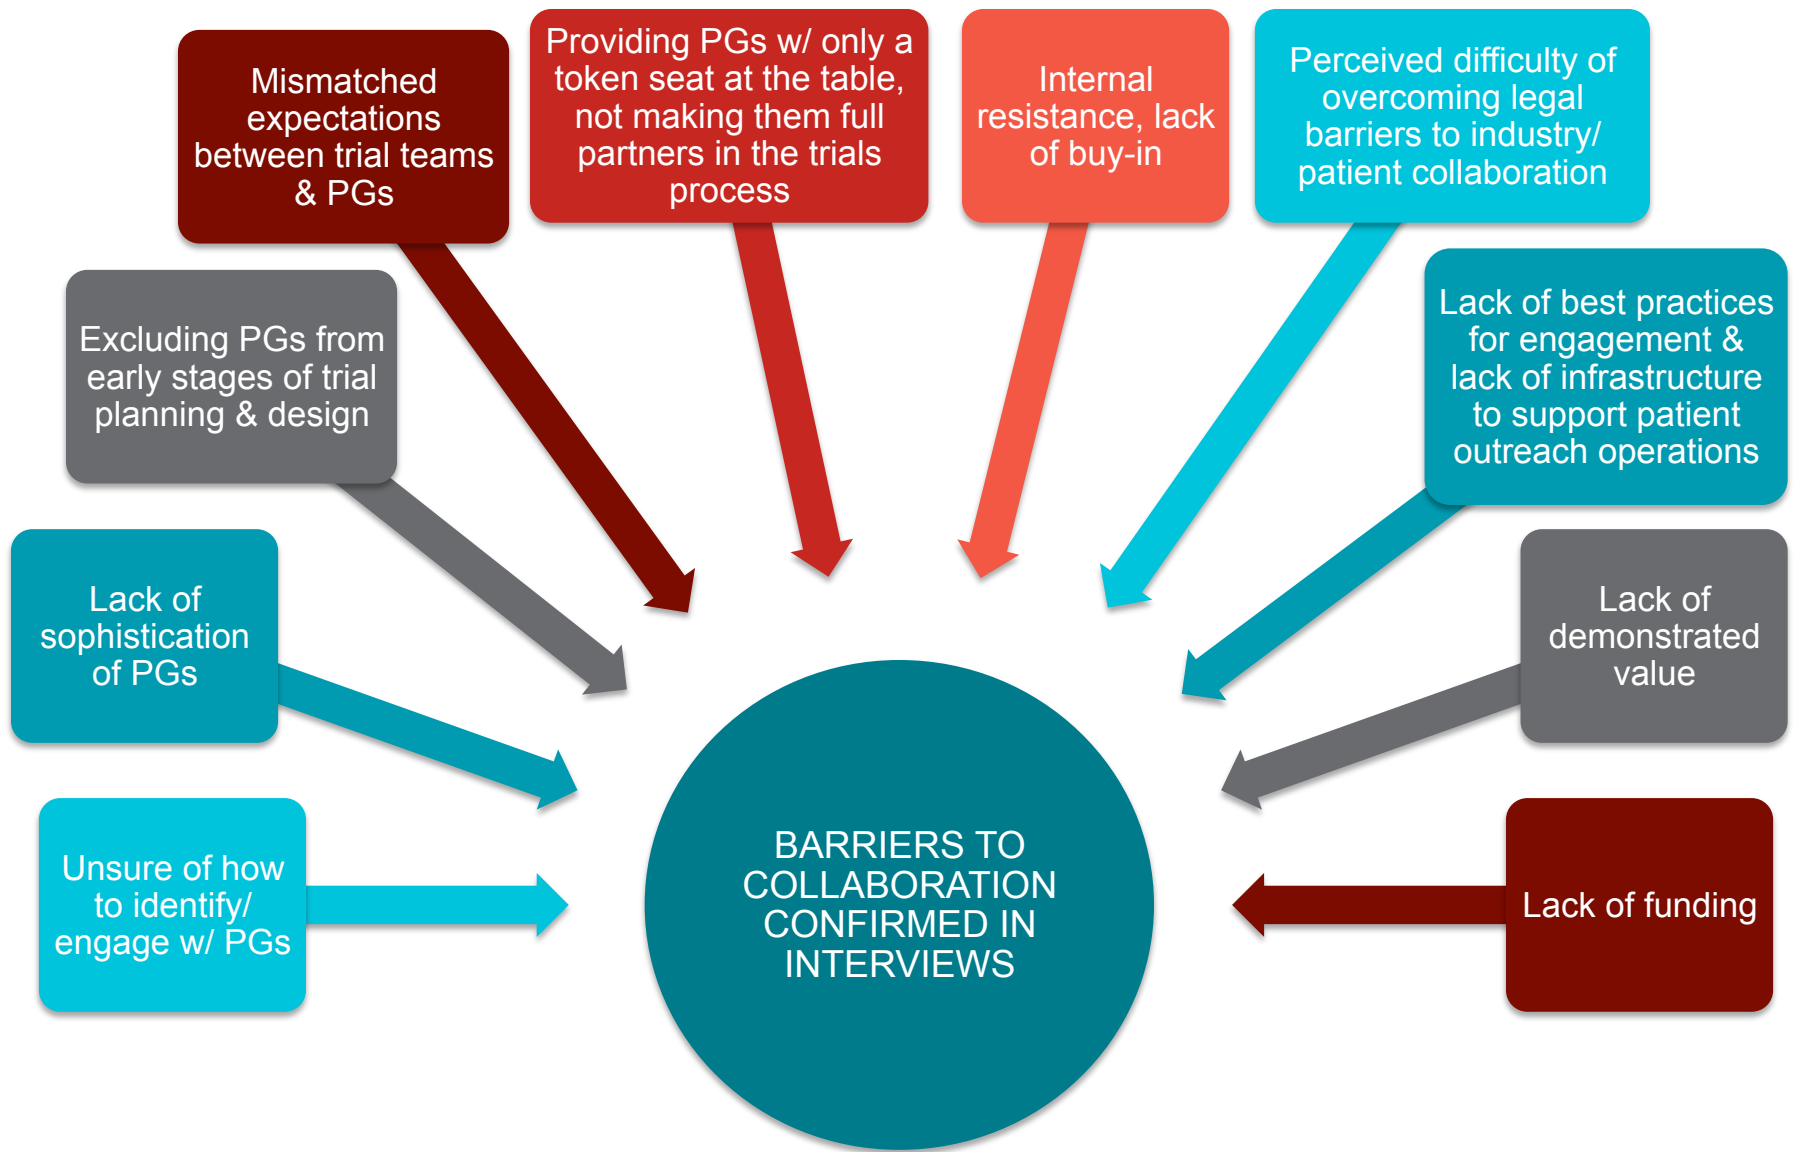 Mismatched
expectations
between trial teams
& PGs
Providing PGs w/ only a
token seat at the table,
not making them full
partners in the trials
process
Internal
resistance, lack
of buy-in
Perceived difficulty of
overcoming legal
barriers to industry/
patient collaboration
Excluding PGs from
early stages of trial
planning & design
Lack of best practices
for engagement &
lack of infrastructure
to support patient
outreach operations
Lack of
sophistication
of PGs
Lack of
demonstrated
value
Unsure of how
to identify/
engage w/ PGs
BARRIERS TO
COLLABORATION
CONFIRMED IN
INTERVIEWS
Lack of funding